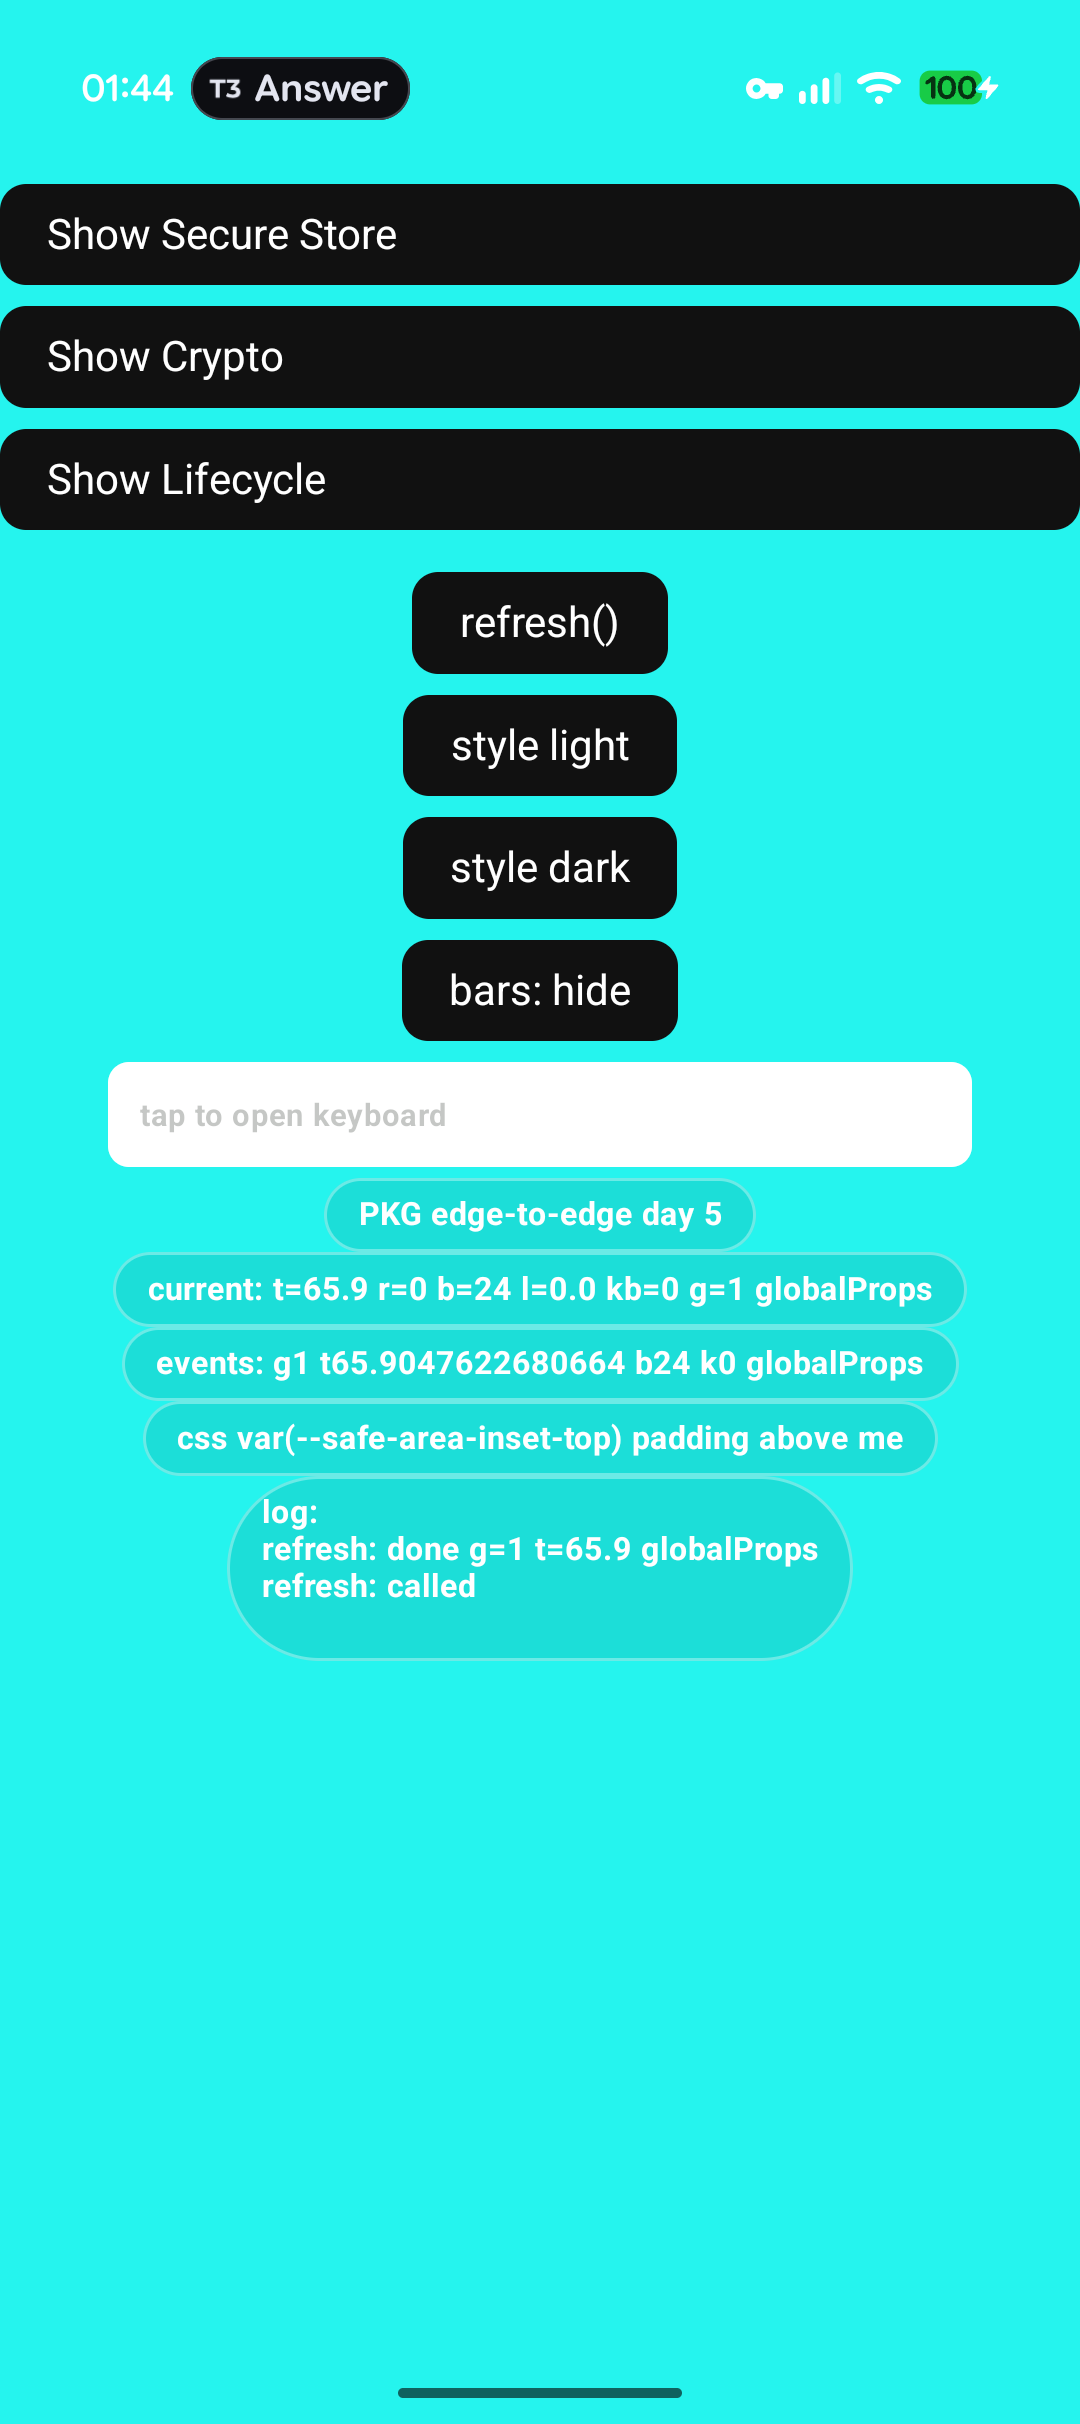 01:44 T3 Answer 100
Show Secure Store
Show Crypto
Show Lifecycle
refresh()
style light
style dark
bars: hide
tap to open keyboard
PKG edge-to-edge day 5
current: t=65.9 r=0 b=24 l=0.0 kb=0 g=1 globalProps
events: g1 t65.9047622680664 b24 k0 globalProps
css var(--safe-area-inset-top) padding above me
log:
refresh: done g=1 t=65.9 globalProps
refresh: called